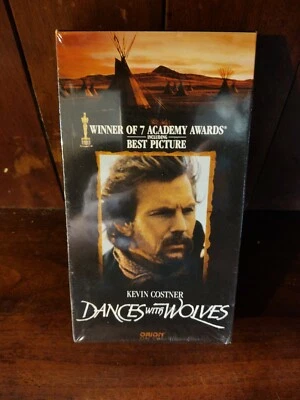 WINNER OF 7 ACADEMY AWARDS®
INCLUDING
BEST PICTURE
KEVIN COSTNER
DANCES WITH WOLVES
ORION